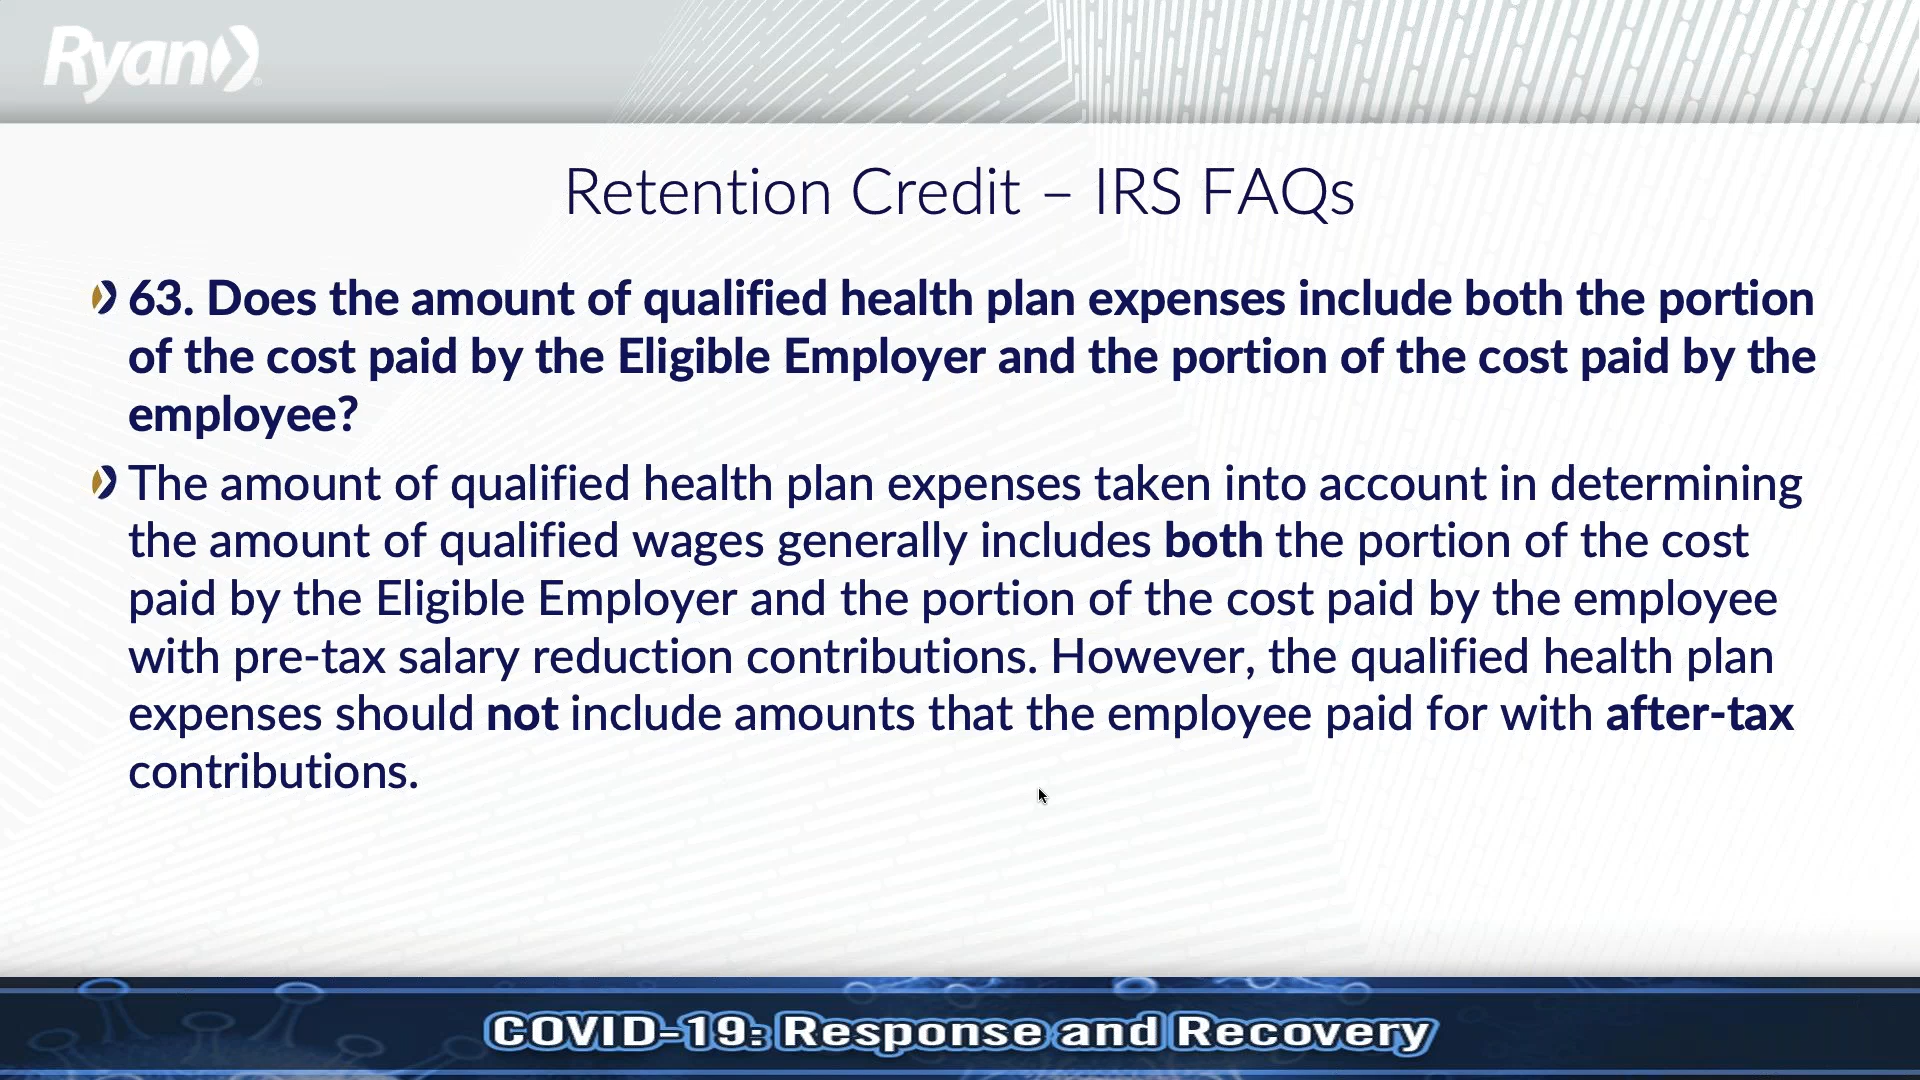 Ryan
Retention Credit – IRS FAQs
63. Does the amount of qualified health plan expenses include both the portion
of the cost paid by the Eligible Employer and the portion of the cost paid by the
employee?
The amount of qualified health plan expenses taken into account in determining
the amount of qualified wages generally includes both the portion of the cost
paid by the Eligible Employer and the portion of the cost paid by the employee
with pre-tax salary reduction contributions. However, the qualified health plan
expenses should not include amounts that the employee paid for with after-tax
contributions.
COVID-19: Response and Recovery